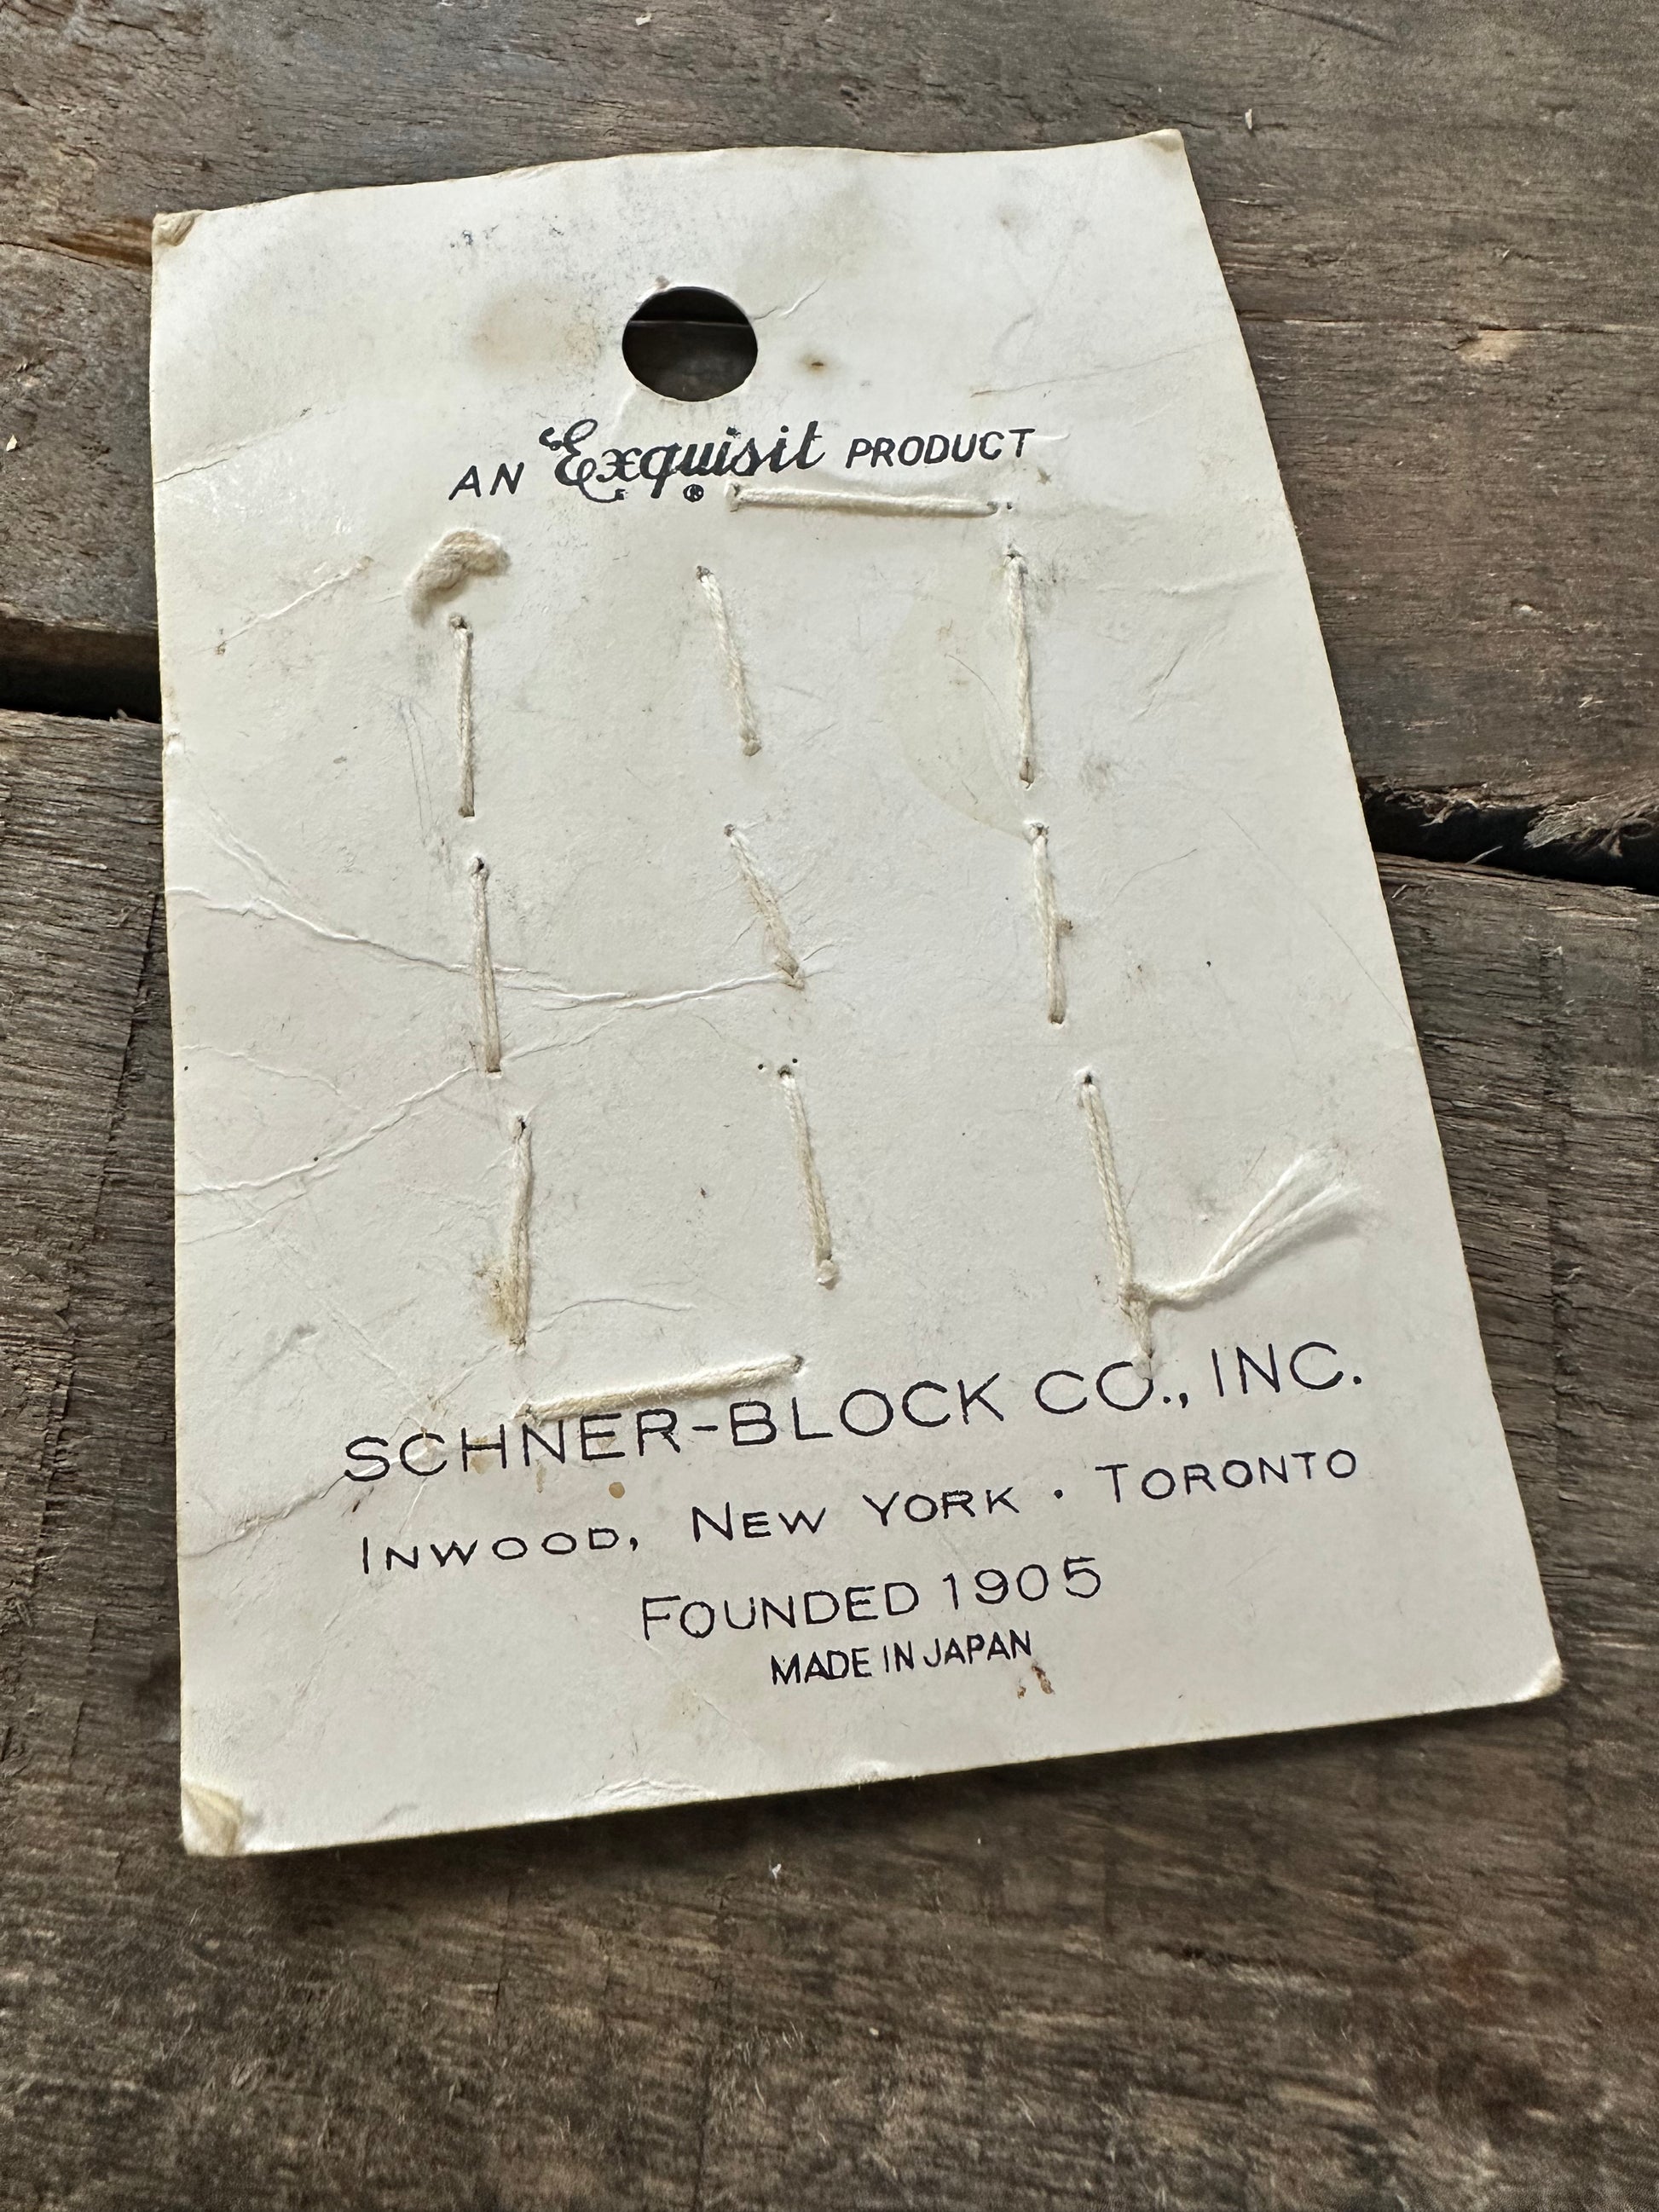 AN Exquisit PRODUCT
®
SCHNER-BLOCK CO., INC.
INWOOD, NEW YORK · TORONTO
FOUNDED 1905
MADE IN JAPAN